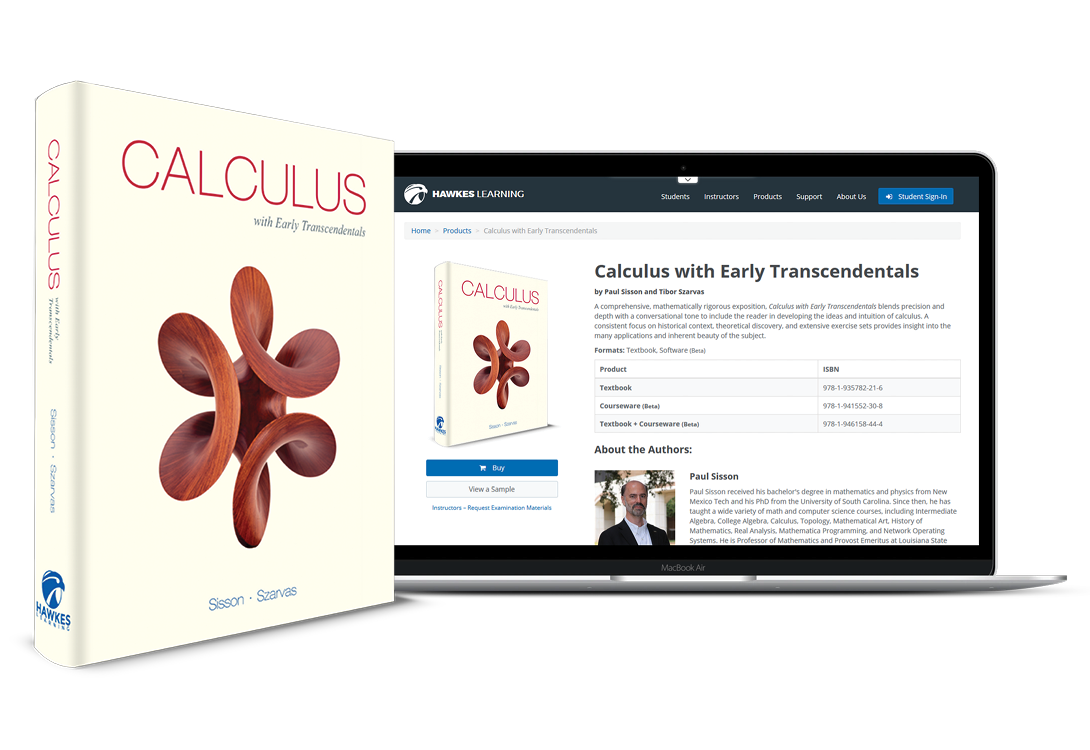 CALCULUS
with Early Transcendentals
Sisson · Szarvas
CALCULUS
with Early
Transcendentals
Sisson · Szarvas
HAWKES
LEARNING
HAWKES LEARNING
Students
Instructors
Products
Support
About Us
Student Sign-In
Home » Products » Calculus with Early Transcendentals
CALCULUS
with Early Transcendentals
Sisson · Szarvas
CALCULUS
HAWKES
Buy
View a Sample
Instructors – Request Examination Materials
Calculus with Early Transcendentals
by Paul Sisson and Tibor Szarvas
A comprehensive, mathematically rigorous exposition, Calculus with Early Transcendentals blends precision and
depth with a conversational tone to include the reader in developing the ideas and intuition of calculus. A
consistent focus on historical context, theoretical discovery, and extensive exercise sets provides insight into the
many applications and inherent beauty of the subject.
Formats: Textbook, Software (Beta)
Product ISBN
Textbook 978-1-935782-21-6
Courseware (Beta) 978-1-941552-30-8
Textbook + Courseware (Beta) 978-1-946158-44-4
About the Authors:
Paul Sisson
Paul Sisson received his bachelor's degree in mathematics and physics from New
Mexico Tech and his PhD from the University of South Carolina. Since then, he has
taught a wide variety of math and computer science courses, including Intermediate
Algebra, College Algebra, Calculus, Topology, Mathematical Art, History of
Mathematics, Real Analysis, Mathematica Programming, and Network Operating
Systems. He is Professor of Mathematics and Provost Emeritus at Louisiana State
MacBook Air